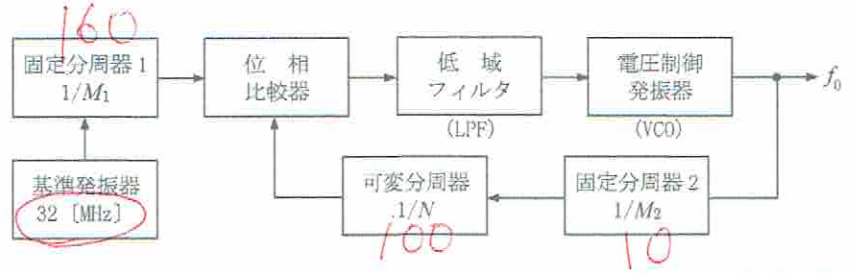 160
固定分周器1
1/M₁
位相
比較器
低域
フィルタ
(LPF)
電圧制御
発振器
(VCO)
f₀
基準発振器
32〔MHz〕
可変分周器
1/N
100
固定分周器2
1/M₂
10